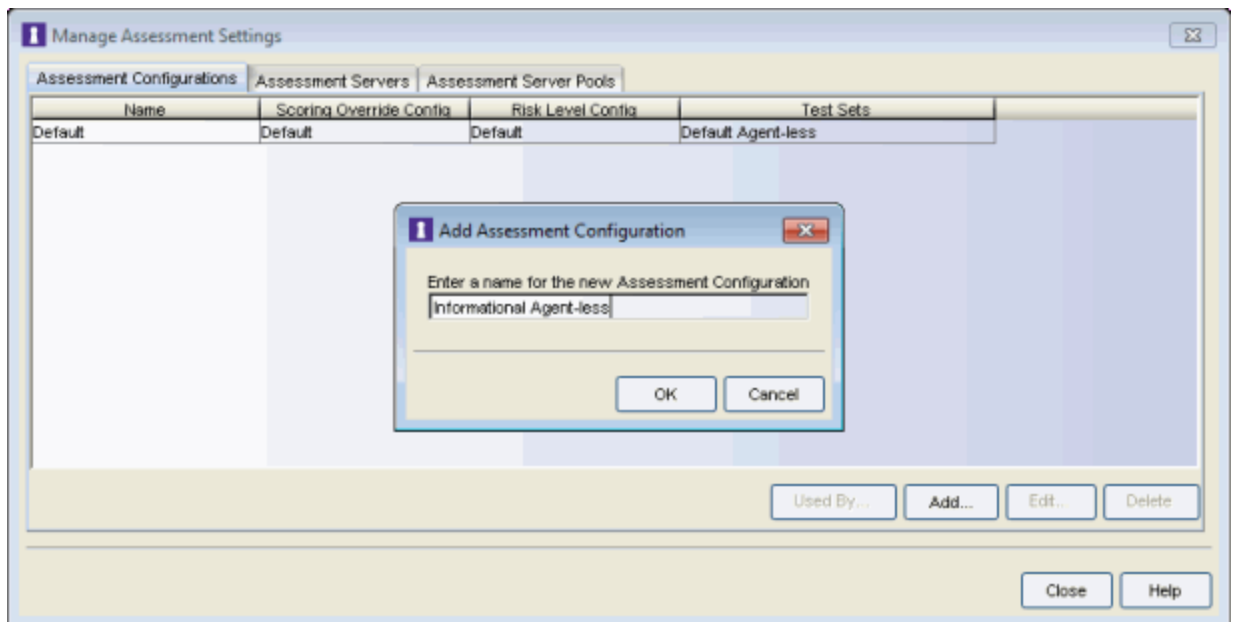 Manage Assessment Settings
Assessment Configurations Assessment Servers Assessment Server Pools
Name Scoring Override Config Risk Level Config Test Sets
Default Default Default Default Agent-less
Add Assessment Configuration
Enter a name for the new Assessment Configuration
Informational Agent-less
OK Cancel
Used By... Add... Edit... Delete
Close Help